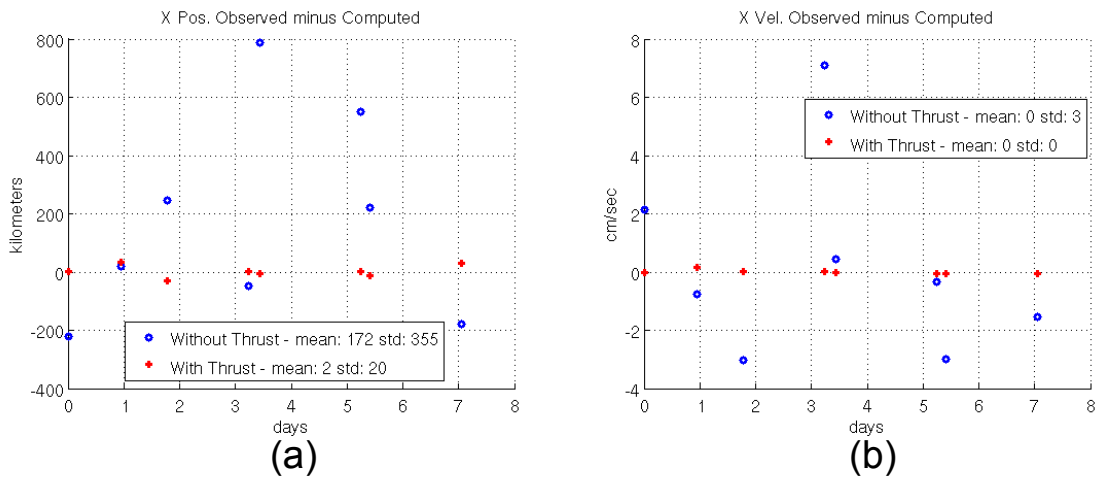 X Pos. Observed minus Computed
800
600
400
200
0
-200
-400
kilometers
Without Thrust - mean: 172 std: 355
With Thrust - mean: 2 std: 20
0 1 2 3 4 5 6 7 8
days
(a)
X Vel. Observed minus Computed
8
6
4
2
0
-2
-4
cm/sec
Without Thrust - mean: 0 std: 3
With Thrust - mean: 0 std: 0
0 1 2 3 4 5 6 7 8
days
(b)